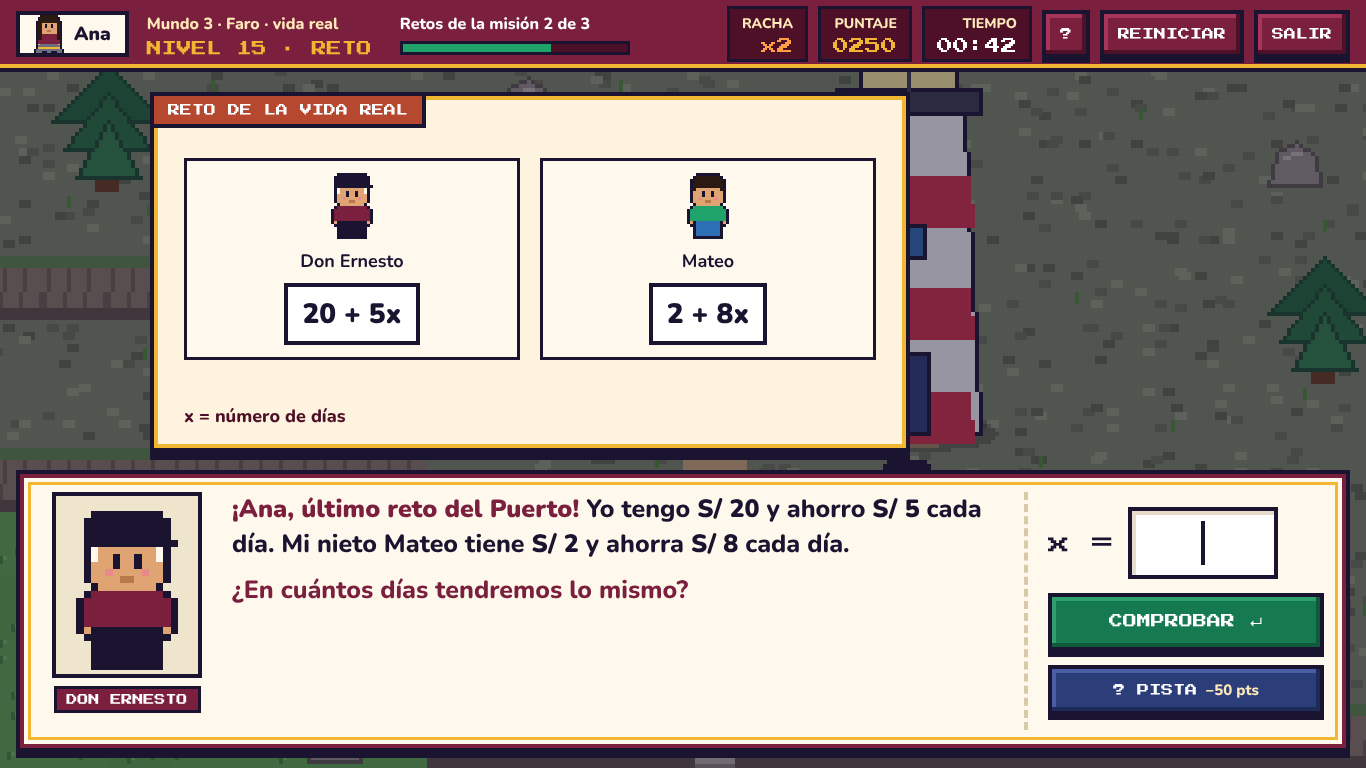 Ana
Mundo 3 · Faro · vida real
NIVEL 15 · RETO
Retos de la misión 2 de 3
RACHA
x2
PUNTAJE
0250
TIEMPO
00:42
?
REINICIAR
SALIR
RETO DE LA VIDA REAL
Don Ernesto
20 + 5x
Mateo
2 + 8x
x = número de días
¡Ana, último reto del Puerto! Yo tengo S/ 20 y ahorro S/ 5 cada
día. Mi nieto Mateo tiene S/ 2 y ahorra S/ 8 cada día.
¿En cuántos días tendremos lo mismo?
DON ERNESTO
x =
COMPROBAR ↵
? PISTA −50 pts